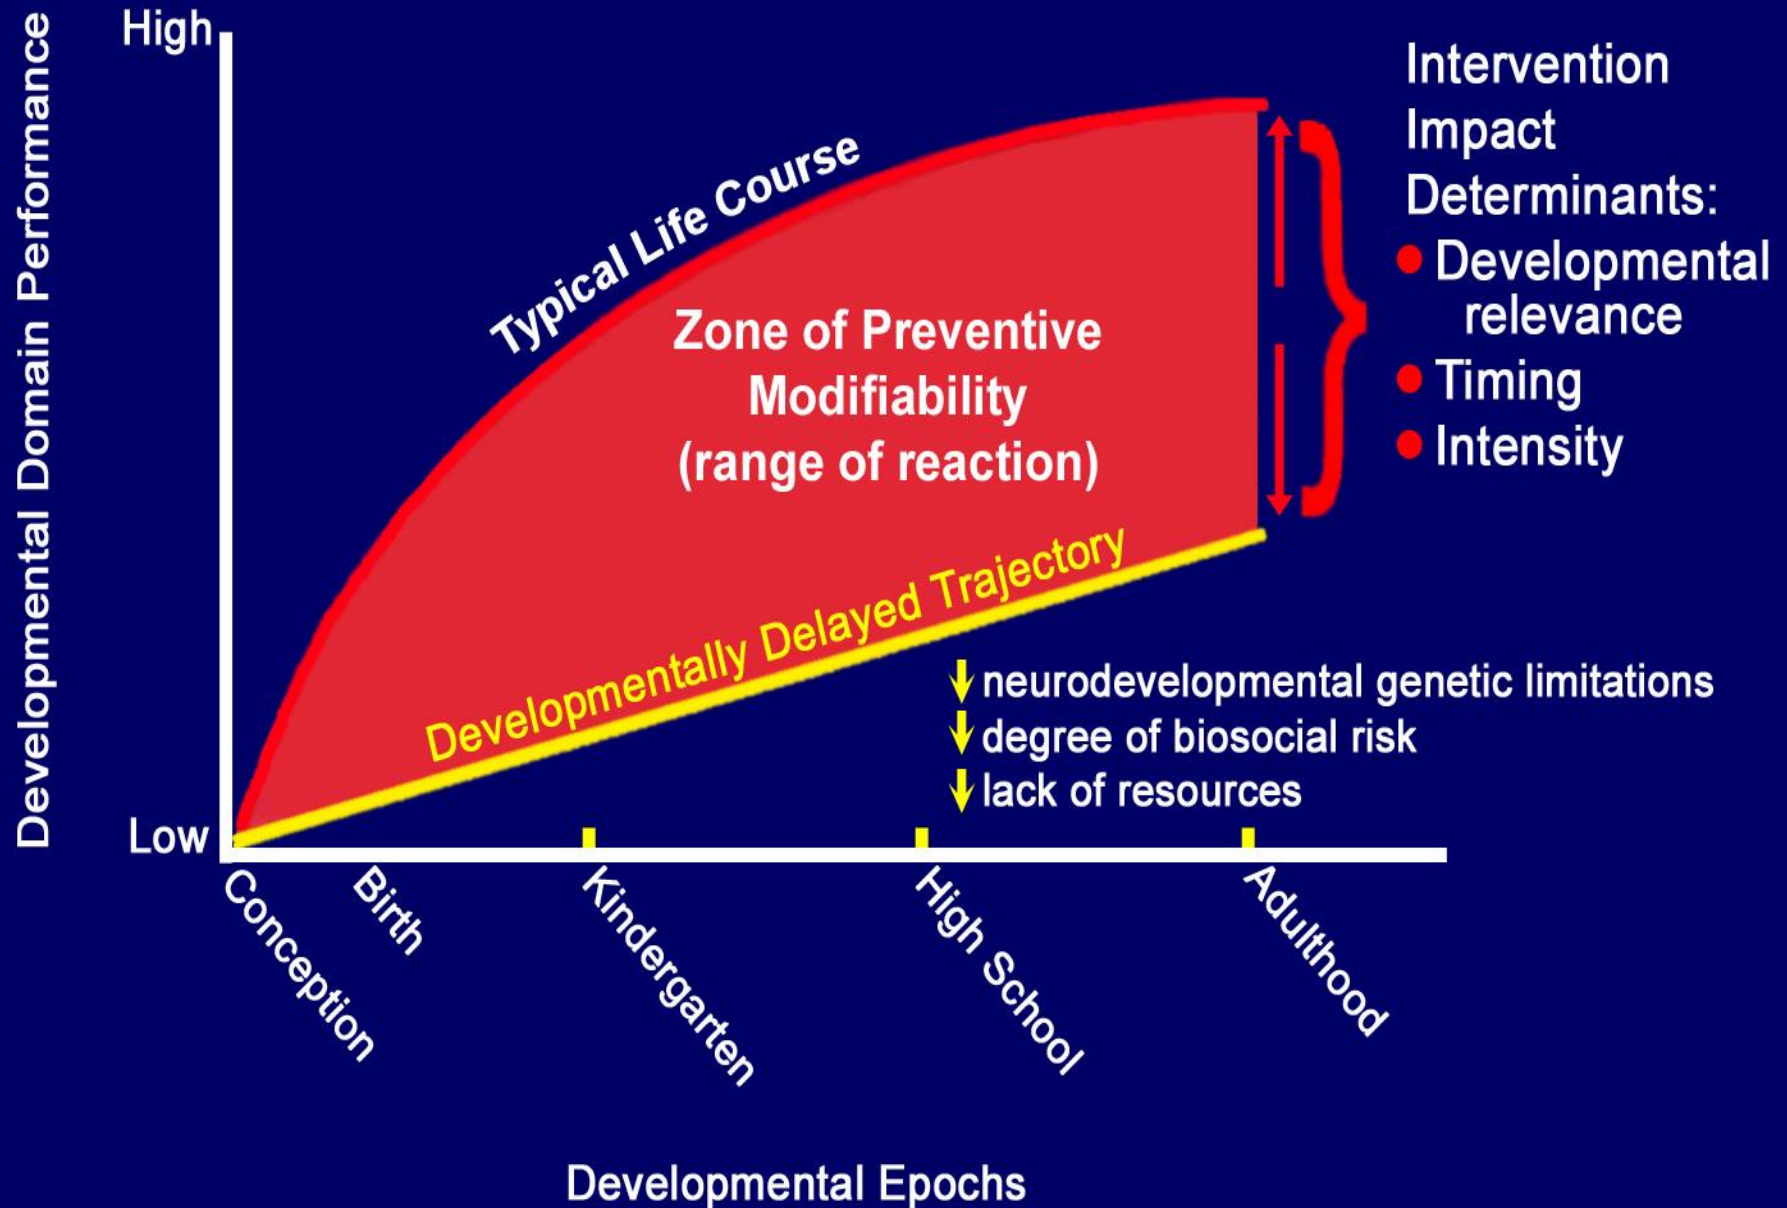 Developmental Domain Performance
High
Low
Typical Life Course
Zone of Preventive
Modifiability
(range of reaction)
Developmentally Delayed Trajectory
Intervention
Impact
Determinants:
● Developmental
relevance
● Timing
● Intensity
↓ neurodevelopmental genetic limitations
↓ degree of biosocial risk
↓ lack of resources
Conception
Birth
Kindergarten
High School
Adulthood
Developmental Epochs